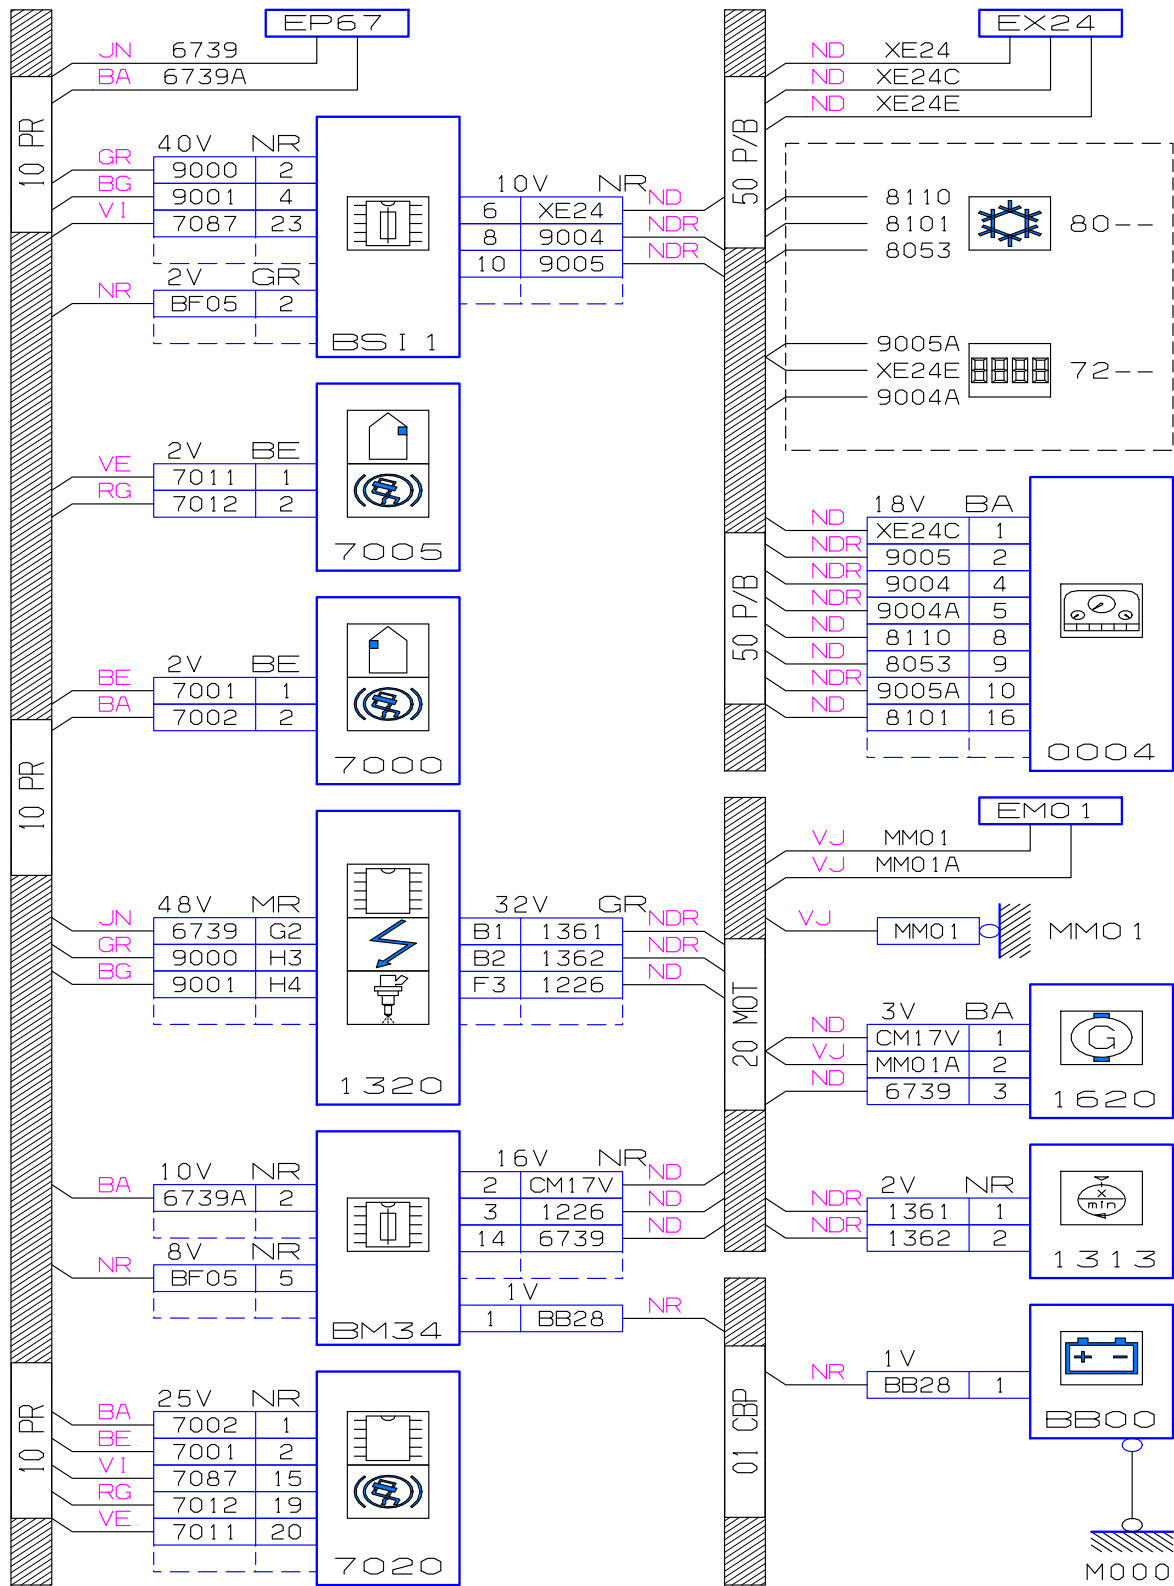 EP67
JN 6739
BA 6739A
10 PR
40V NR
GR 9000 2
BG 9001 4
VI 7087 23
2V GR
NR BF05 2
BSI 1
10V NR
6 XE24 ND
8 9004 NDR
10 9005 NDR
2V BE
VE 7011 1
RG 7012 2
7005
2V BE
BE 7001 1
BA 7002 2
7000
10 PR
48V MR
JN 6739 G2
GR 9000 H3
BG 9001 H4
1320
32V GR
B1 1361 NDR
B2 1362 NDR
F3 1226 ND
10V NR
BA 6739A 2
8V NR
NR BF05 5
BM34
16V NR
2 CM17V ND
3 1226 ND
14 6739 ND
1V
1 BB28 NR
10 PR
25V NR
BA 7002 1
BE 7001 2
VI 7087 15
RG 7012 19
VE 7011 20
7020
EX24
ND XE24
ND XE24C
ND XE24E
50 P/B
8110
8101 80--
8053
9005A
XE24E 72--
9004A
50 P/B
18V BA
ND XE24C 1
NDR 9005 2
NDR 9004 4
NDR 9004A 5
ND 8110 8
ND 8053 9
NDR 9005A 10
ND 8101 16
0004
EM01
VJ MM01
VJ MM01A
VJ MM01 MM01
20 MOT
3V BA
ND CM17V 1
VJ MM01A 2
ND 6739 3
G
1620
2V NR
NDR 1361 1
NDR 1362 2
x
min
1313
01 CBP
1V
NR BB28 1
+ -
BB00
M000